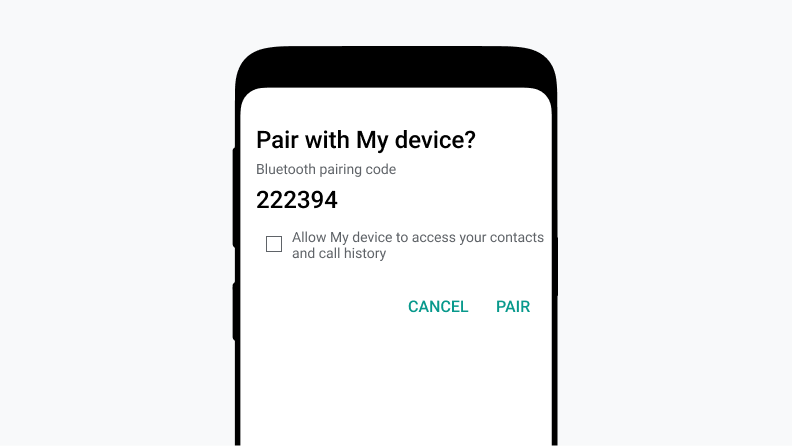 Pair with My device?
Bluetooth pairing code
222394
Allow My device to access your contacts
and call history
CANCEL PAIR